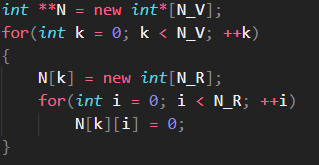 int **N = new int*[N_V];
for(int k = 0; k < N_V; ++k)
{
    N[k] = new int[N_R];
    for(int i = 0; i < N_R; ++i)
        N[k][i] = 0;
}